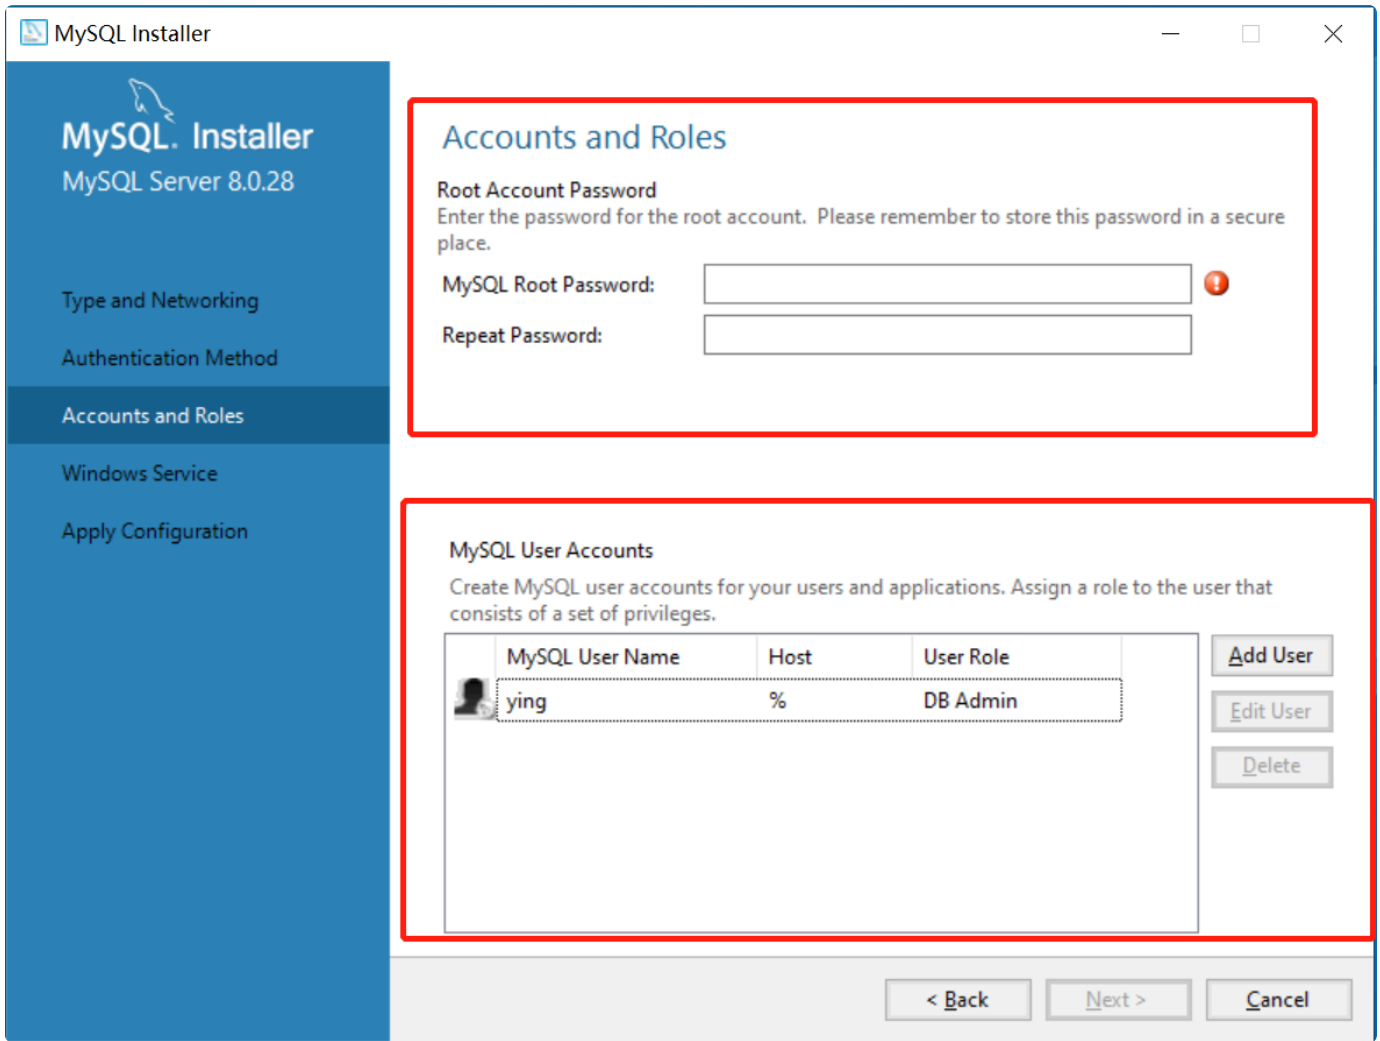 MySQL Installer
MySQL. Installer
MySQL Server 8.0.28
Type and Networking
Authentication Method
Accounts and Roles
Windows Service
Apply Configuration
Accounts and Roles
Root Account Password
Enter the password for the root account.  Please remember to store this password in a secure
place.
MySQL Root Password:
Repeat Password:
MySQL User Accounts
Create MySQL user accounts for your users and applications. Assign a role to the user that
consists of a set of privileges.
MySQL User Name Host User Role
ying % DB Admin
Add User
Edit User
Delete
< Back Next > Cancel